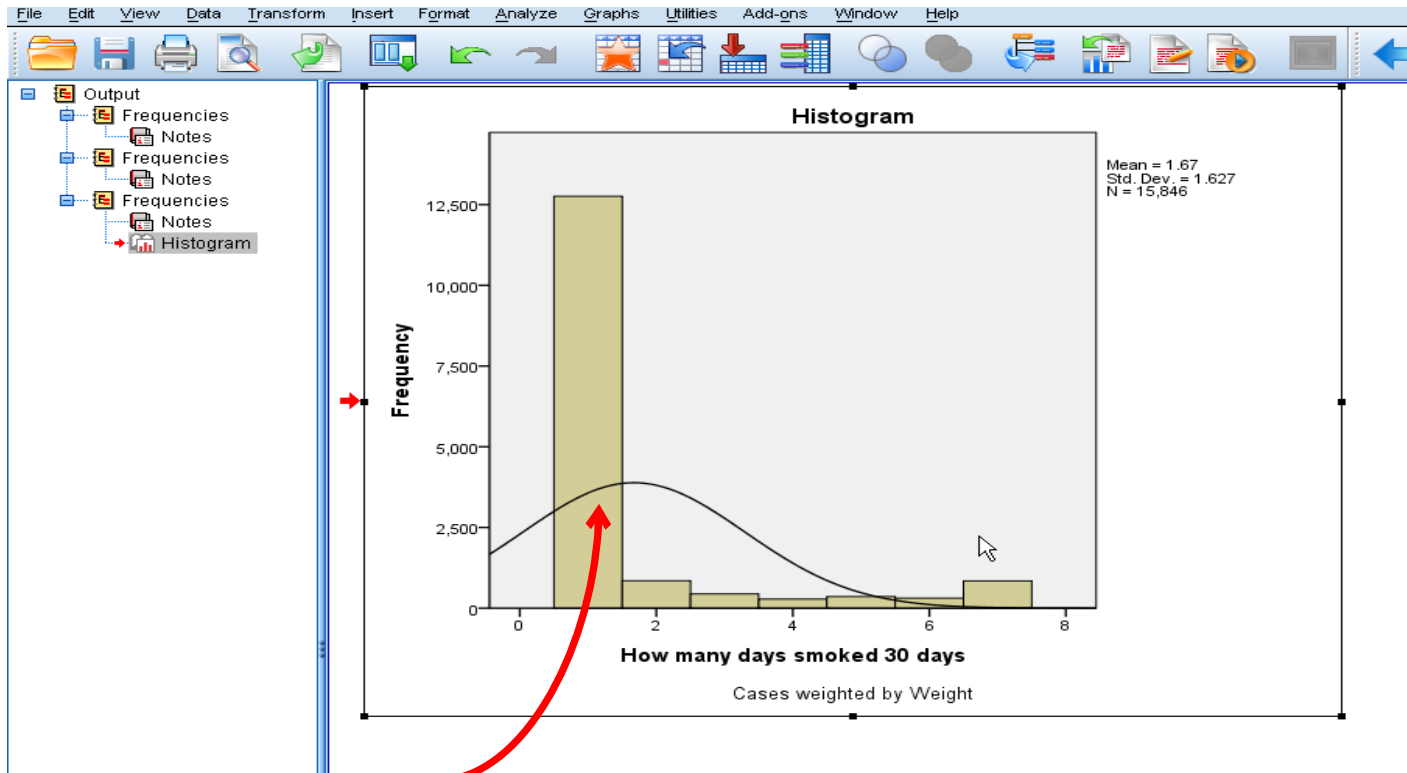 File Edit View Data Transform Insert Format Analyze Graphs Utilities Add-ons Window Help
Output
Frequencies
Notes
Frequencies
Notes
Frequencies
Notes
Histogram
Histogram
Mean = 1.67
Std. Dev. = 1.627
N = 15,846
Frequency
12,500
10,000
7,500
5,000
2,500
0
0 2 4 6 8
How many days smoked 30 days
Cases weighted by Weight